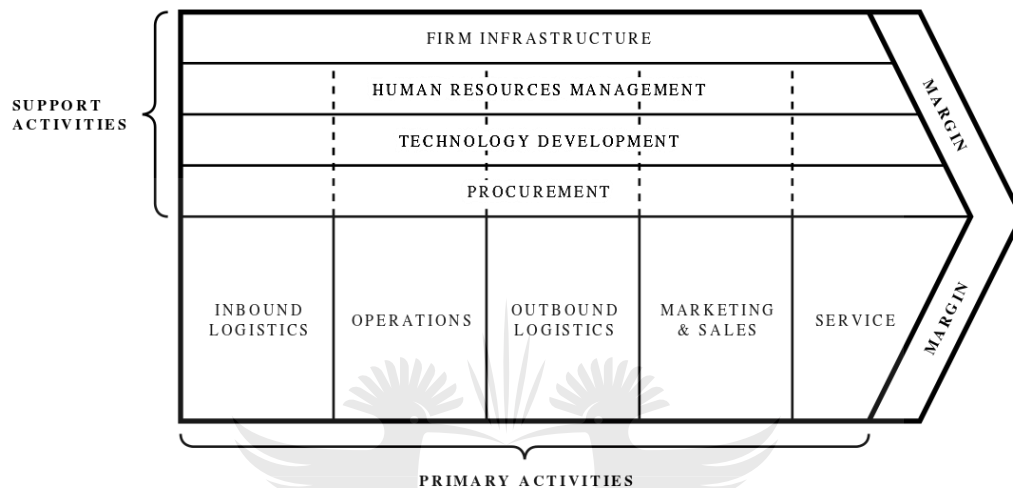 FIRM INFRASTRUCTURE
HUMAN RESOURCES MANAGEMENT
TECHNOLOGY DEVELOPMENT
PROCUREMENT
SUPPORT
ACTIVITIES
MARGIN
INBOUND
LOGISTICS
OPERATIONS
OUTBOUND
LOGISTICS
MARKETING
& SALES
SERVICE
MARGIN
PRIMARY ACTIVITIES